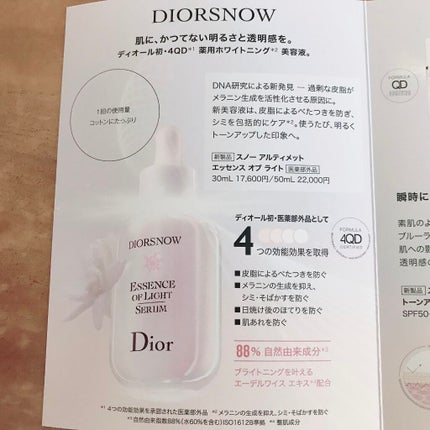 DIORSNOW
肌に、かつてない明るさと透明感を。
ディオール初・4QD*¹ 薬用ホワイトニング*² 美容液。
1回の使用量
コットンにたっぷり
DNA研究による新発見 ― 過剰な皮脂が
メラニン生成を活性化させる原因に。
新美容液は、皮脂によるべたつきを防ぎ、
シミを包括的にケア*²。使うたび、明るく
トーンアップした印象へ。
新製品 スノー アルティメット
エッセンス オブ ライト 医薬部外品
30mL 17,600円/50mL 22,000円
ディオール初・医薬部外品として
4つの効能効果を取得
FORMULA
4QD
■皮脂によるべたつきを防ぐ
■メラニンの生成を抑え、
シミ・そばかすを防ぐ
■日焼け後のほてりを防ぐ
■肌あれを防ぐ
88% 自然由来成分*³
ブライトニングを叶える
エーデルワイス エキス*⁴配合
DIORSNOW
ESSENCE
OF LIGHT
SERUM
Dior
*¹ 4つの効能効果を承認された医薬部外品 *² メラニンの生成を抑え、シミ・そばかすを防ぐ
*³ 自然由来指数88%(水60%を含む)ISO16128準拠 *⁴ 整肌成分
FORMULA
QD
瞬時に
素肌のよ
ブルーラ
肌への
透明感
新製品
トーンア
SPF50